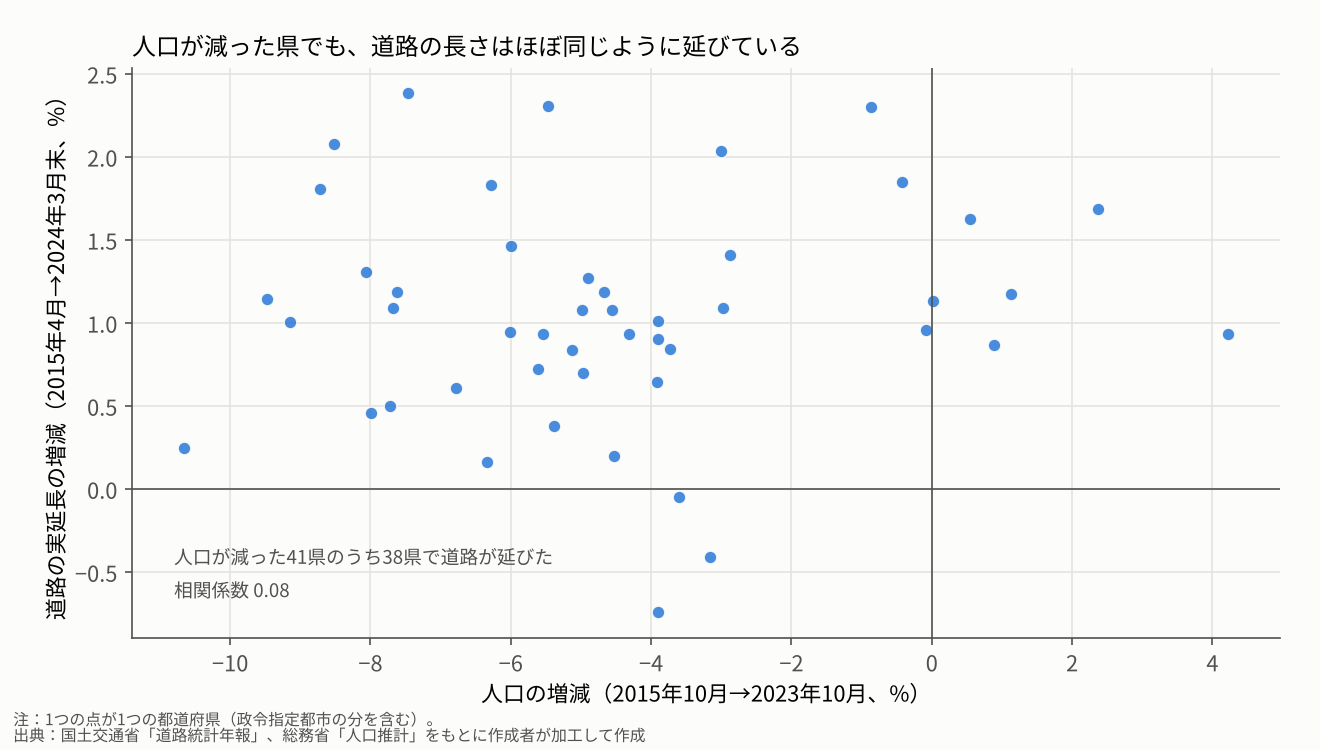 人口が減った県でも、道路の長さはほぼ同じように延びている
道路の実延長の増減（2015年4月→2024年3月末、%）
2.5
2.0
1.5
1.0
0.5
0.0
−0.5
人口が減った41県のうち38県で道路が延びた
相関係数 0.08
−10 −8 −6 −4 −2 0 2 4
人口の増減（2015年10月→2023年10月、%）
注：1つの点が1つの都道府県（政令指定都市の分を含む）。
出典：国土交通省「道路統計年報」、総務省「人口推計」をもとに作成者が加工して作成